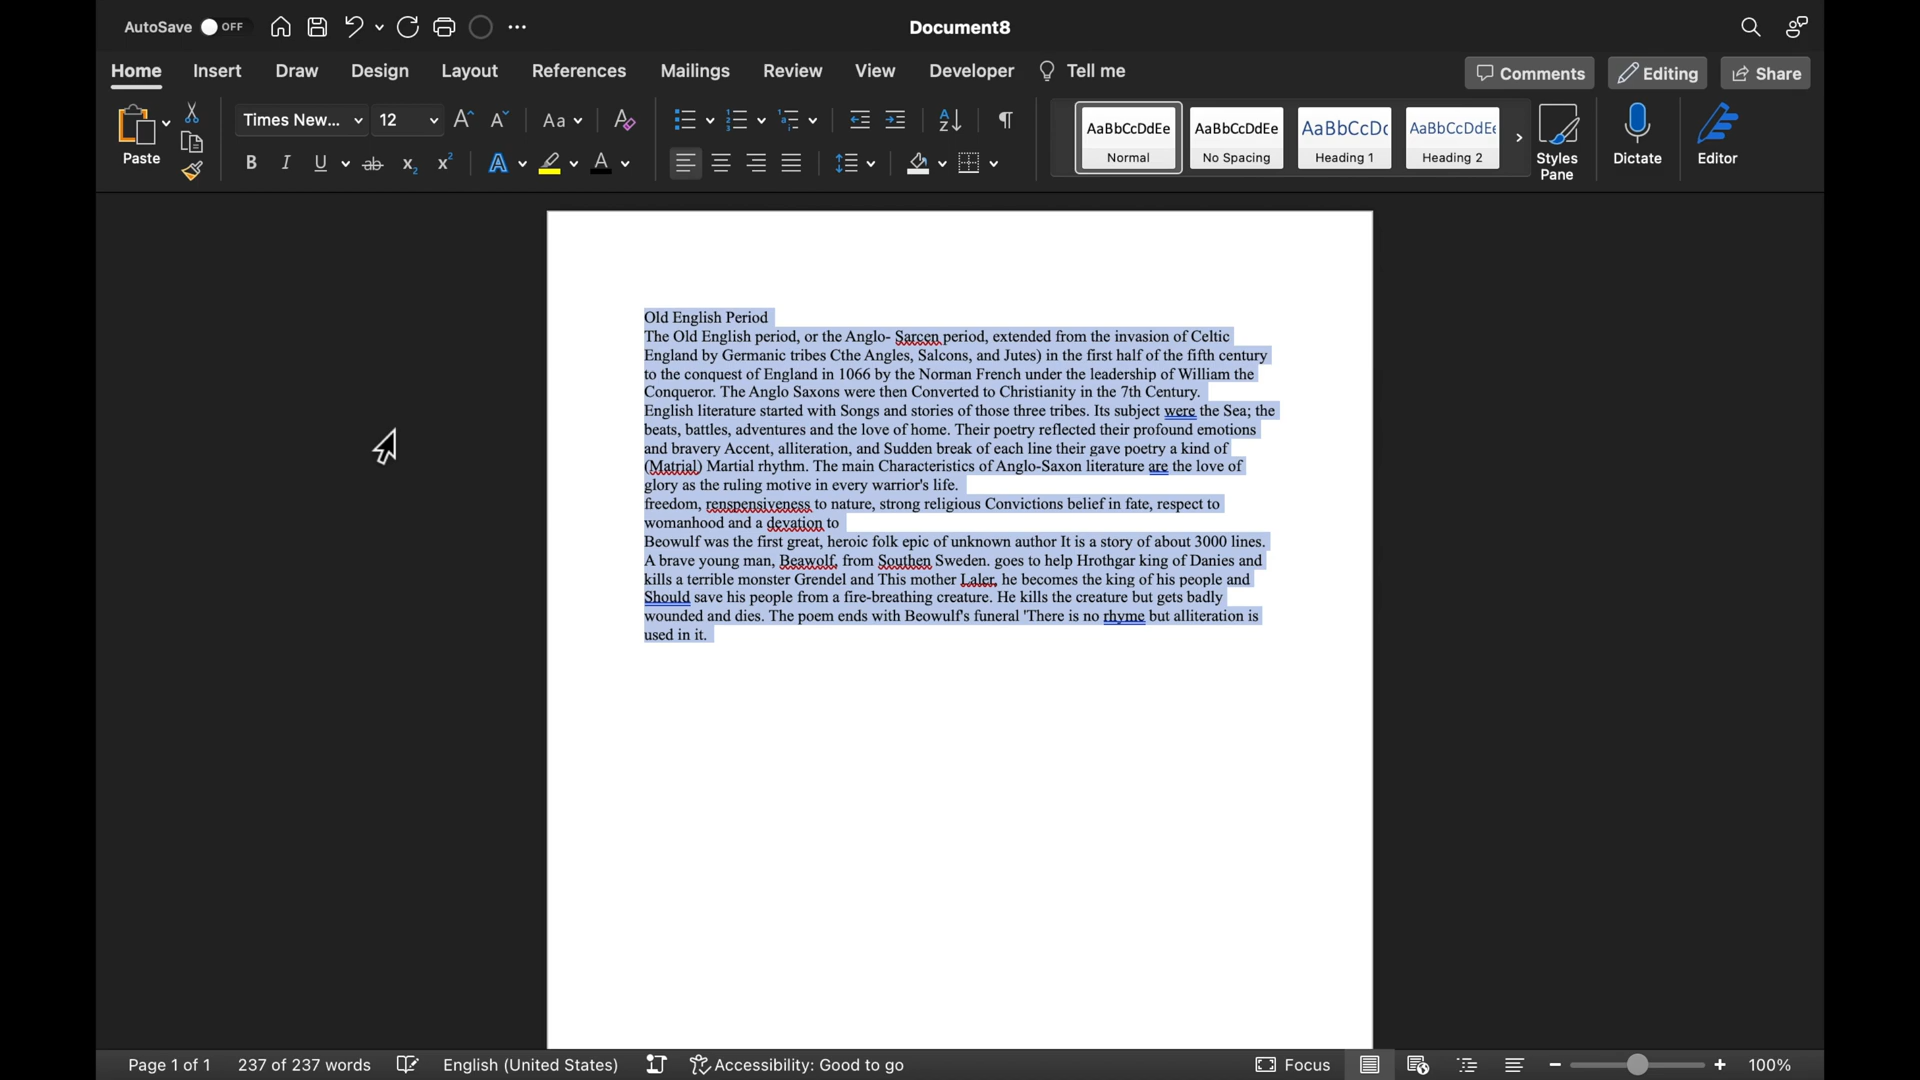 AutoSave OFF
Document8
Home Insert Draw Design Layout References Mailings Review View Developer Tell me
Comments Editing Share
Paste
Times New... 12 Aa
B I U ab x₂ x² A A
AaBbCcDdEe Normal
AaBbCcDdEe No Spacing
AaBbCcDc Heading 1
AaBbCcDdEe Heading 2
Styles Pane
Dictate
Editor
Old English Period
The Old English period, or the Anglo- Sarcen period, extended from the invasion of Celtic
England by Germanic tribes Cthe Angles, Salcons, and Jutes) in the first half of the fifth century
to the conquest of England in 1066 by the Norman French under the leadership of William the
Conqueror. The Anglo Saxons were then Converted to Christianity in the 7th Century.
English literature started with Songs and stories of those three tribes. Its subject were the Sea; the
beats, battles, adventures and the love of home. Their poetry reflected their profound emotions
and bravery Accent, alliteration, and Sudden break of each line their gave poetry a kind of
(Matrial) Martial rhythm. The main Characteristics of Anglo-Saxon literature are the love of
glory as the ruling motive in every warrior's life.
freedom, renspensiveness to nature, strong religious Convictions belief in fate, respect to
womanhood and a devation to
Beowulf was the first great, heroic folk epic of unknown author It is a story of about 3000 lines.
A brave young man, Beawolf, from Southen Sweden. goes to help Hrothgar king of Danies and
kills a terrible monster Grendel and This mother Laler, he becomes the king of his people and
Should save his people from a fire-breathing creature. He kills the creature but gets badly
wounded and dies. The poem ends with Beowulf's funeral 'There is no rhyme but alliteration is
used in it.
Page 1 of 1 237 of 237 words English (United States) Accessibility: Good to go Focus 100%